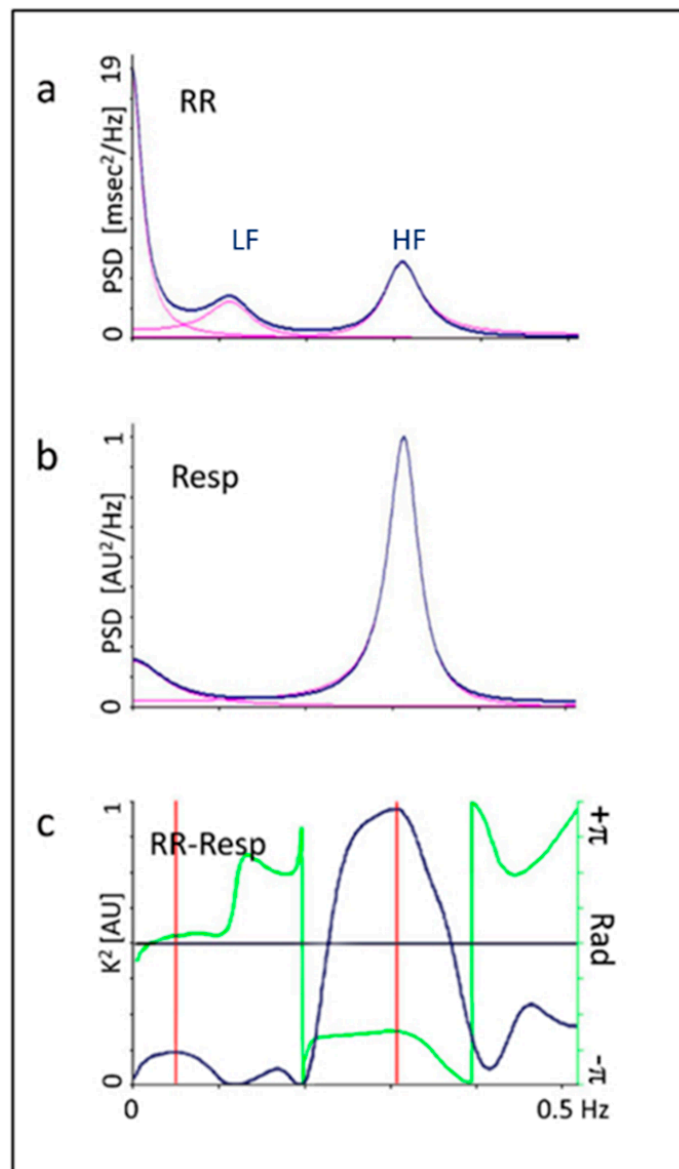 a
RR
19
PSD [msec²/Hz]
0
LF
HF
b
Resp
1
PSD [AU²/Hz]
0
c
RR-Resp
1
K² [AU]
0
+π
Rad
-π
0
0.5 Hz